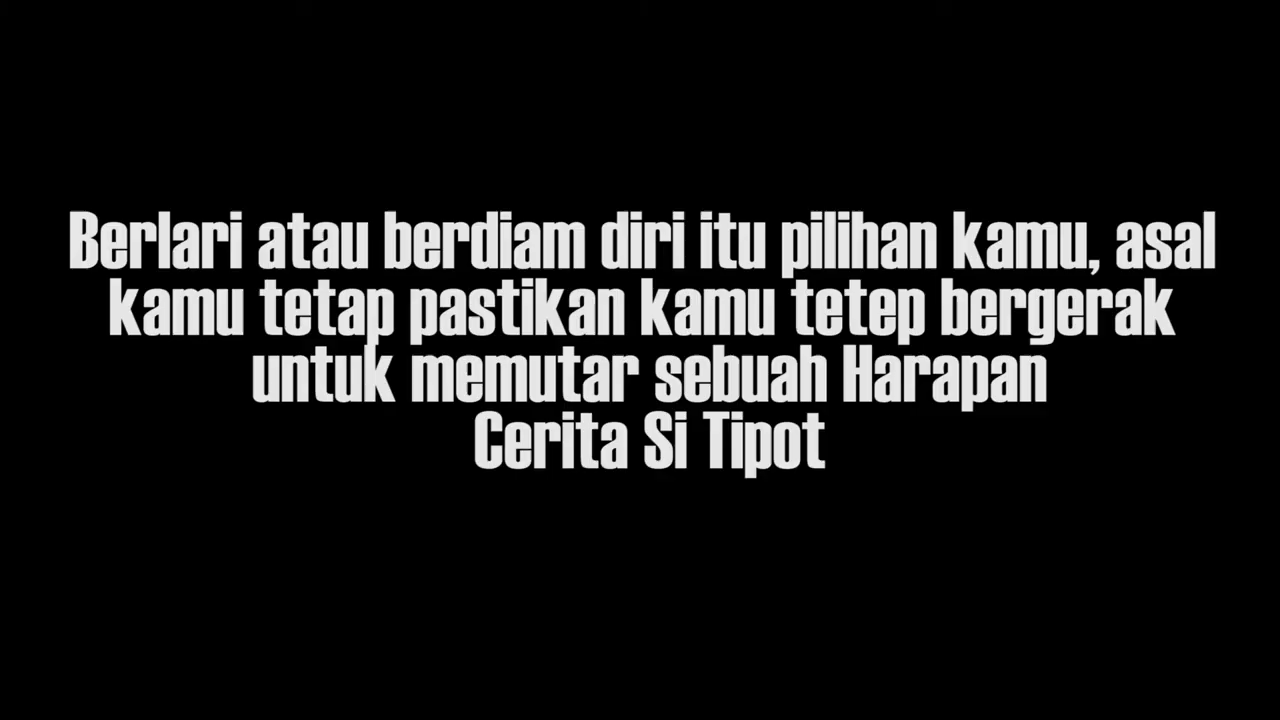 Berlari atau berdiam diri itu pilihan kamu, asal
kamu tetap pastikan kamu tetep bergerak
untuk memutar sebuah Harapan
Cerita Si Tipot